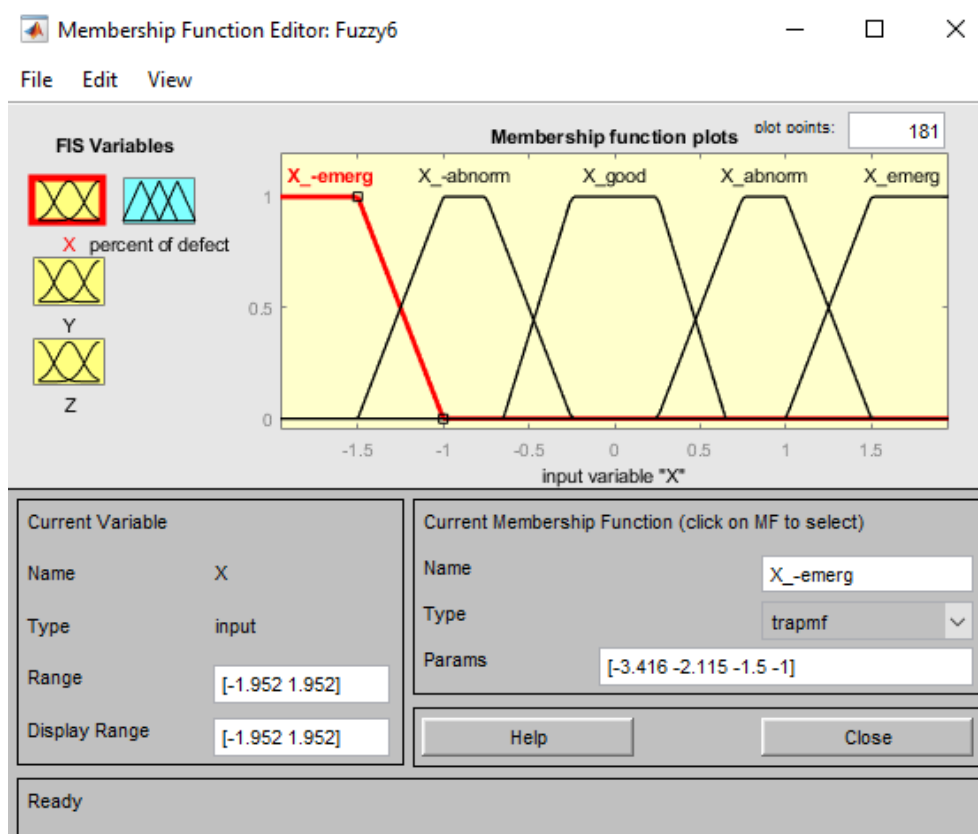 Membership Function Editor: Fuzzy6
File Edit View
FIS Variables
X percent of defect
Y
Z
Membership function plots plot points: 181
X_-emerg X_-abnorm X_good X_abnorm X_emerg
1
0.5
0
-1.5 -1 -0.5 0 0.5 1 1.5
input variable "X"
Current Variable
Name X
Type input
Range [-1.952 1.952]
Display Range [-1.952 1.952]
Current Membership Function (click on MF to select)
Name X_-emerg
Type trapmf
Params [-3.416 -2.115 -1.5 -1]
Help Close
Ready